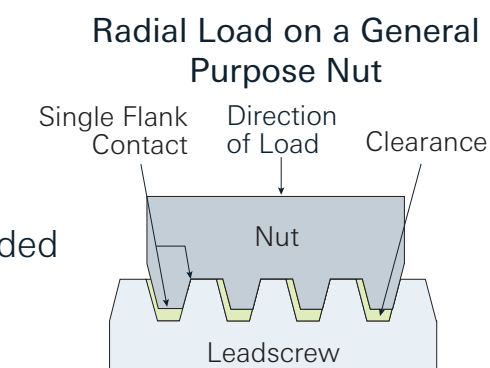 Radial Load on a General
Purpose Nut
Single Flank
Contact
Direction
of Load
Clearance
Nut
Leadscrew